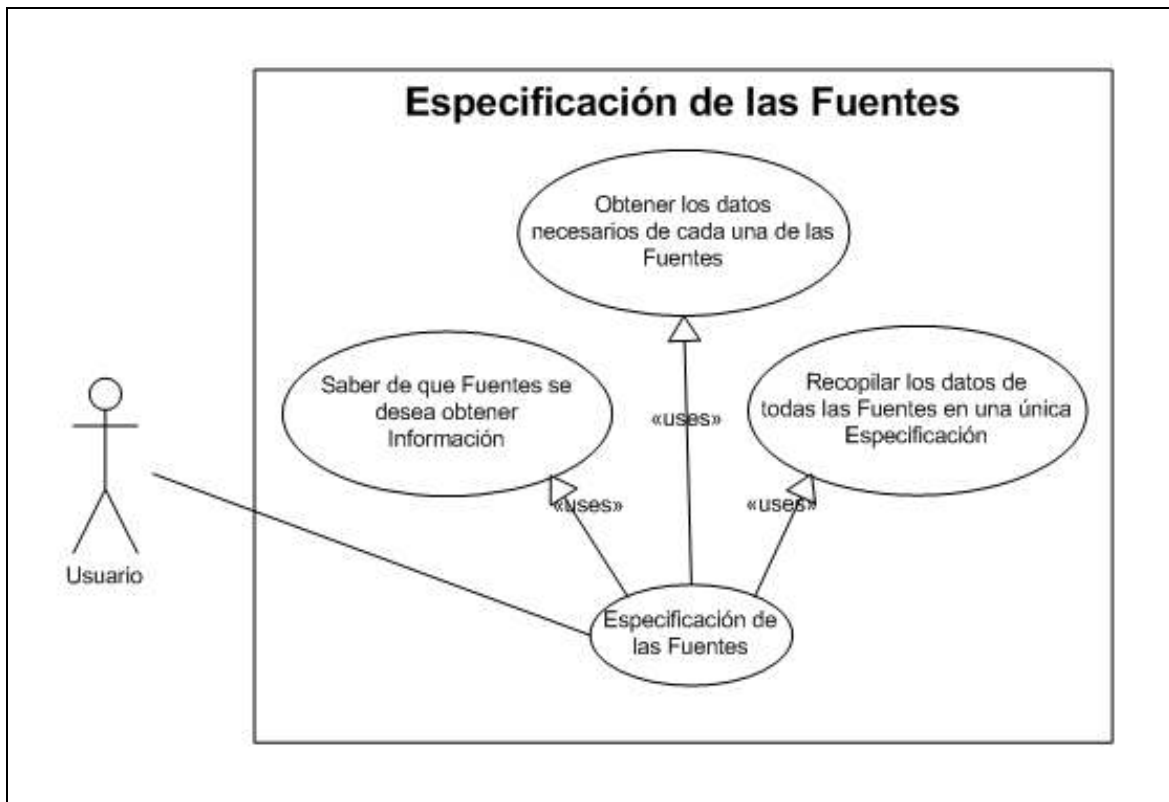 Especificación de las Fuentes
Obtener los datos
necesarios de cada una de las
Fuentes
Saber de que Fuentes se
desea obtener
Información
Recopilar los datos de
todas las Fuentes en una única
Especificación
«uses»
«uses»
«uses»
Usuario
Especificación de
las Fuentes